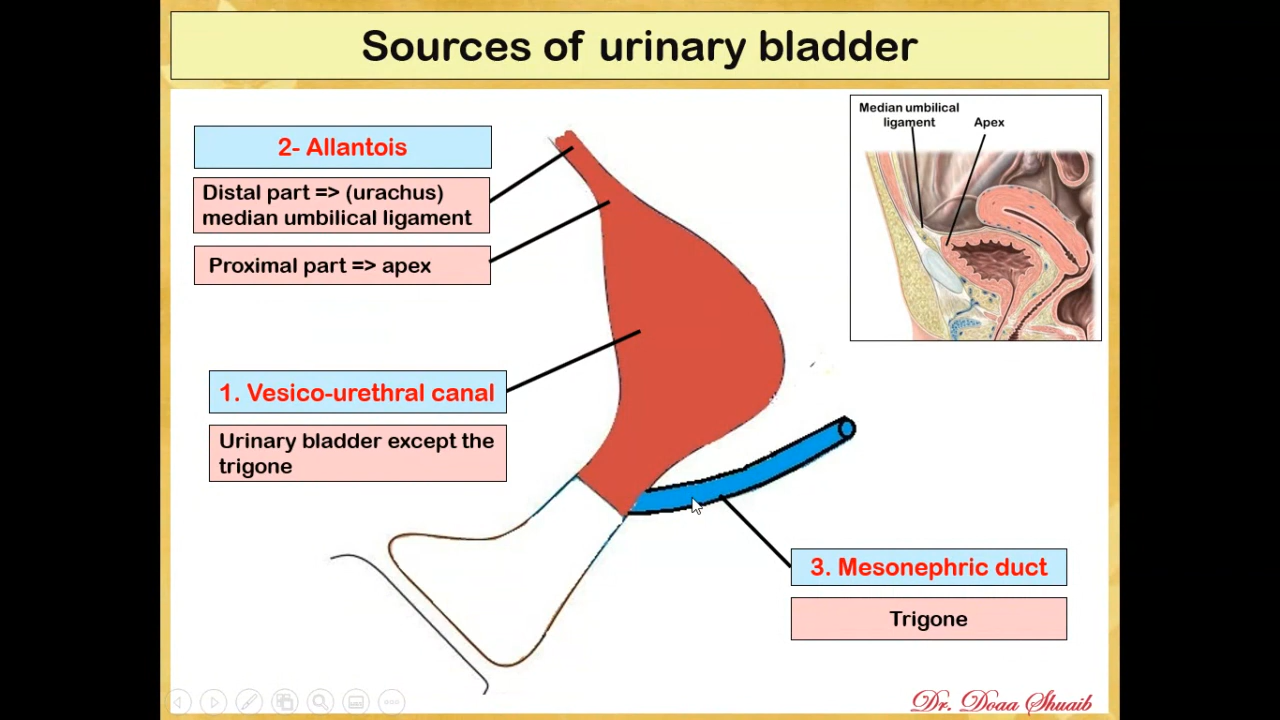 Sources of urinary bladder
Median umbilical
ligament
Apex
2- Allantois
Distal part => (urachus)
median umbilical ligament
Proximal part => apex
1. Vesico-urethral canal
Urinary bladder except the
trigone
3. Mesonephric duct
Trigone
Dr. Doaa Shuaib